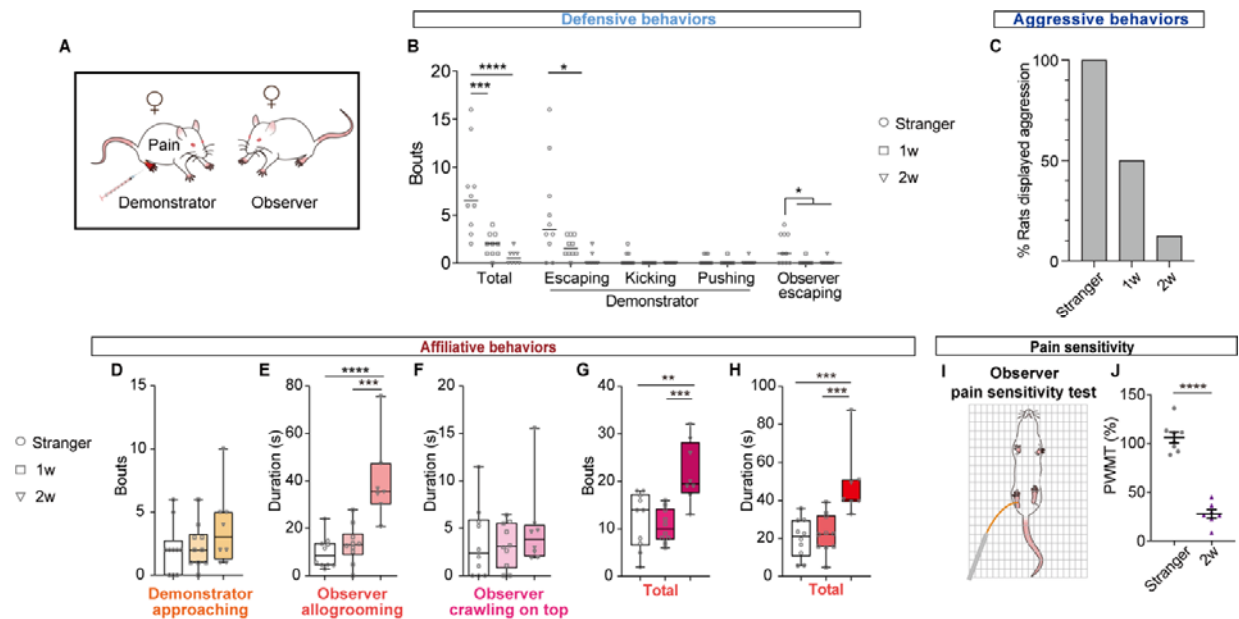 Defensive behaviors
Aggressive behaviors
A
Pain
Demonstrator
Observer
B
Bouts
20
15
10
5
0
****
***
*
*
Total
Escaping
Kicking
Pushing
Observer
escaping
Demonstrator
Stranger
1w
2w
C
% Rats displayed aggression
100
50
0
Stranger
1w
2w
Affiliative behaviors
Pain sensitivity
Stranger
1w
2w
D
Bouts
15
10
5
0
Demonstrator
approaching
E
Duration (s)
80
60
40
20
0
****
***
Observer
allogrooming
F
Duration (s)
20
15
10
5
0
Observer
crawling on top
G
Bouts
40
30
20
10
0
**
***
Total
H
Duration (s)
100
80
60
40
20
0
***
***
Total
I
Observer
pain sensitivity test
J
PWMT (%)
150
100
50
0
****
Stranger
2w